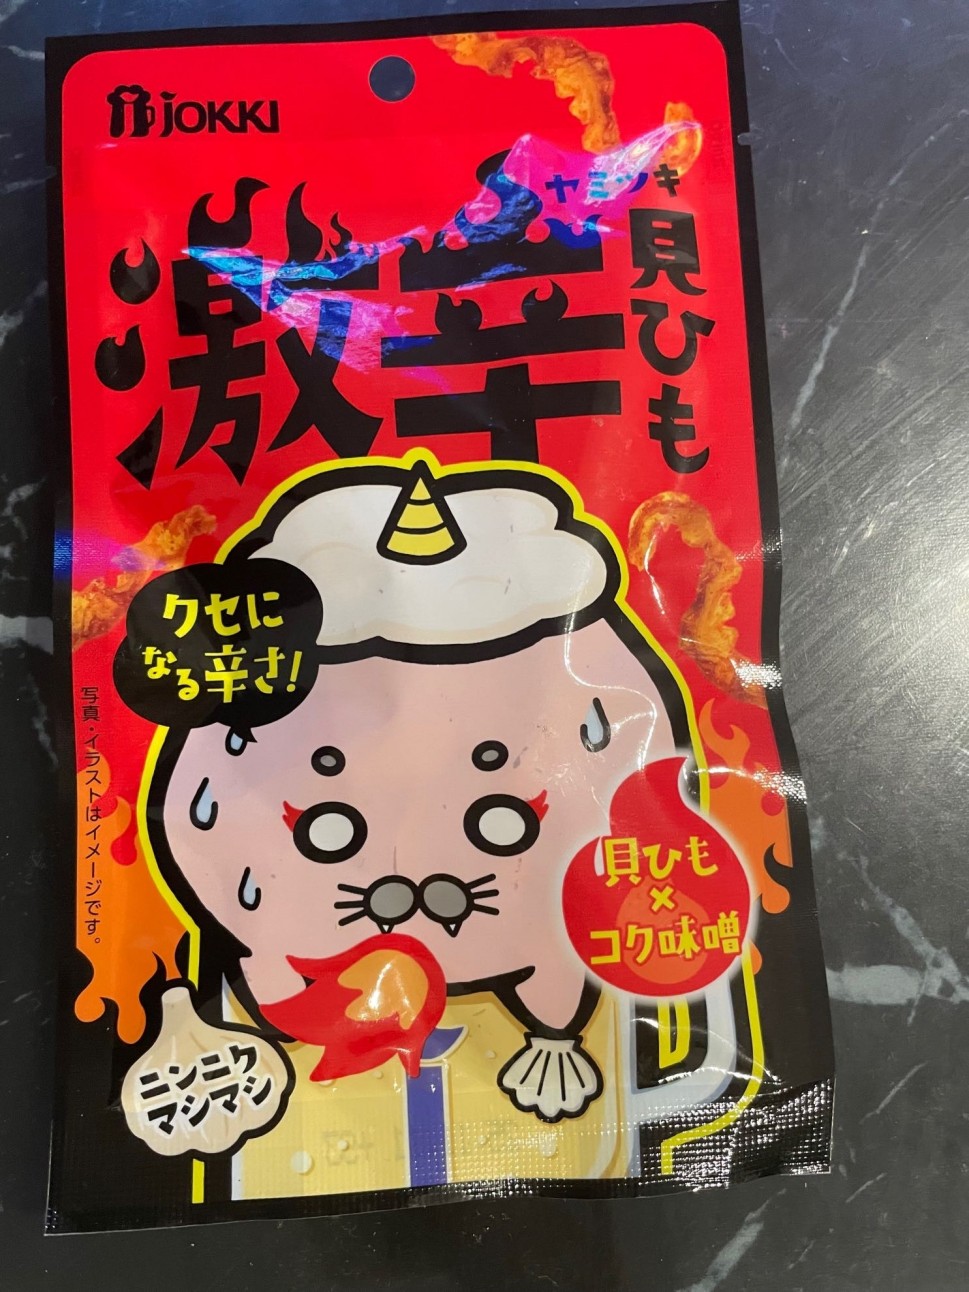 JOKKI
激辛
ヤミツキ
貝ひも
クセに
なる辛さ!
写真・イラストはイメージです。
貝ひも
×
コク味噌
ニンニク
マシマシ